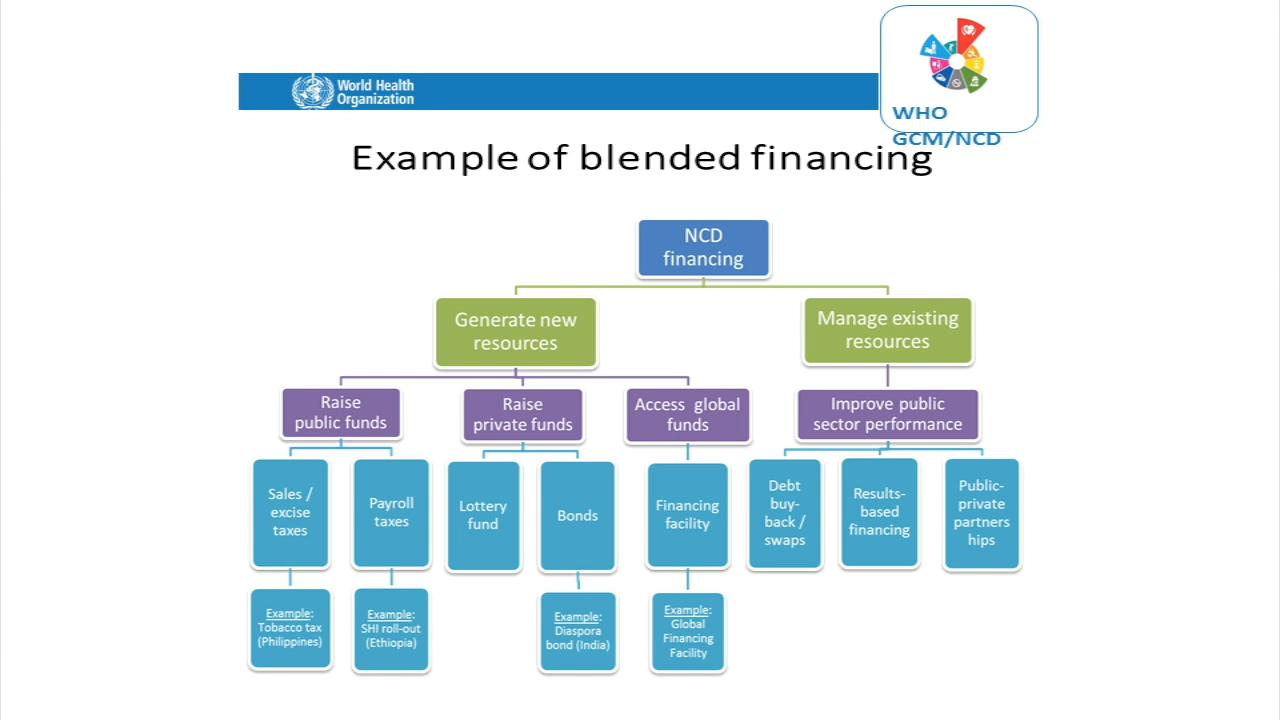 World Health
Organization
WHO
GCM/NCD
Example of blended financing
NCD
financing
Generate new
resources
Manage existing
resources
Raise
public funds
Raise
private funds
Access global
funds
Improve public
sector performance
Sales /
excise
taxes
Payroll
taxes
Lottery
fund
Bonds
Financing
facility
Debt
buy-
back /
swaps
Results-
based
financing
Public-
private
partners
hips
Example:
Tobacco tax
(Philippines)
Example:
SHI roll-out
(Ethiopia)
Example:
Diaspora
bond (India)
Example:
Global
Financing
Facility